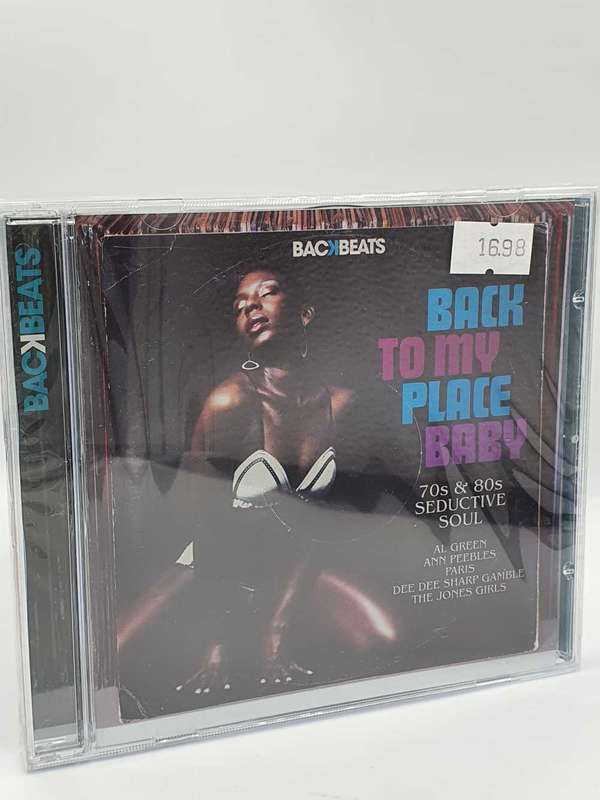 BACKBEATS
BACKBEATS
16.98
BACK
TO MY
PLACE
BABY
70s & 80s
SEDUCTIVE
SOUL
AL GREEN
ANN PEEBLES
PARIS
DEE DEE SHARP GAMBLE
THE JONES GIRLS